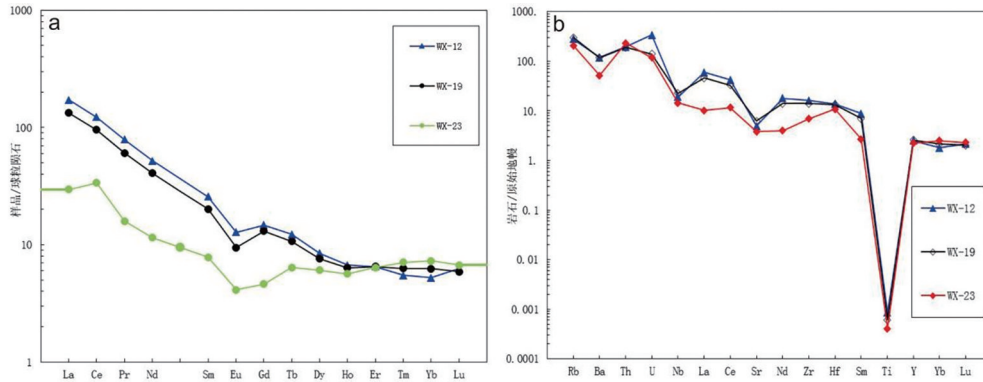 a
1000
100
10
1
样品/球粒陨石
WX-12
WX-19
WX-23
La Ce Pr Nd Sm Eu Gd Tb Dy Ho Er Tm Yb Lu
b
1000.
100.
10.
1.
0.1
0.01
0.001
0.0001
岩石/原始地幔
WX-12
WX-19
WX-23
Rb Ba Th U Nb La Ce Sr Nd Zr Hf Sm Ti Y Yb Lu